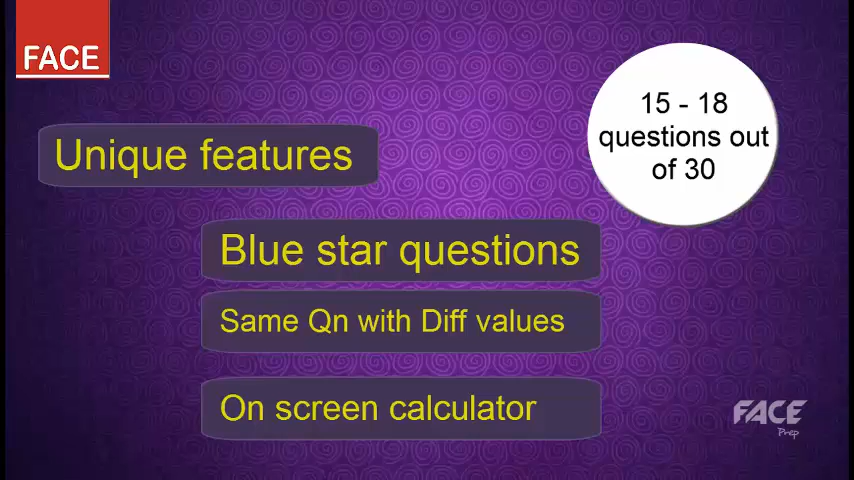 FACE
15 - 18
questions out
of 30
Unique features
Blue star questions
Same Qn with Diff values
On screen calculator
FACE
Prep